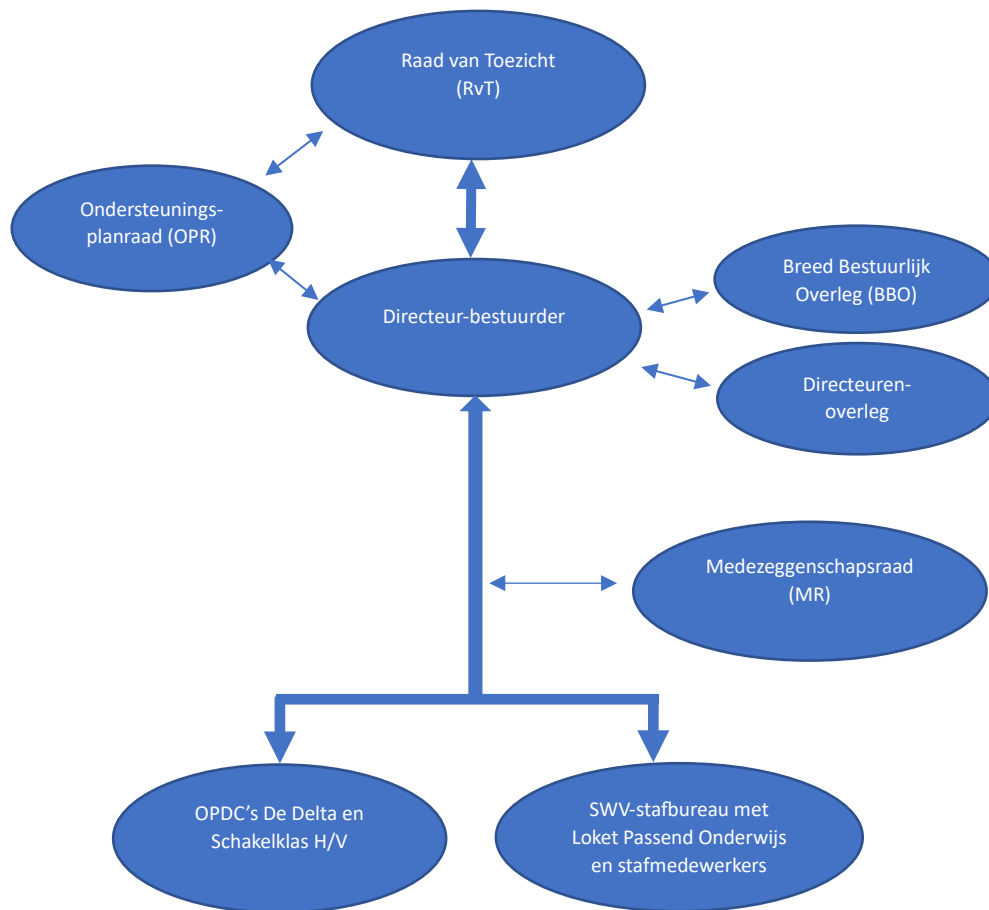 Raad van Toezicht
(RvT)
Ondersteunings-
planraad (OPR)
Breed Bestuurlijk
Overleg (BBO)
Directeur-bestuurder
Directeuren-
overleg
Medezeggenschapsraad
(MR)
OPDC’s De Delta en
Schakelklas H/V
SWV-stafbureau met
Loket Passend Onderwijs
en stafmedewerkers